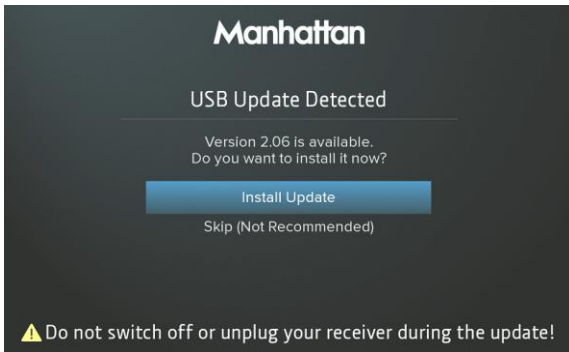 Manhattan
USB Update Detected
Version 2.06 is available.
Do you want to install it now?
Install Update
Skip (Not Recommended)
Do not switch off or unplug your receiver during the update!